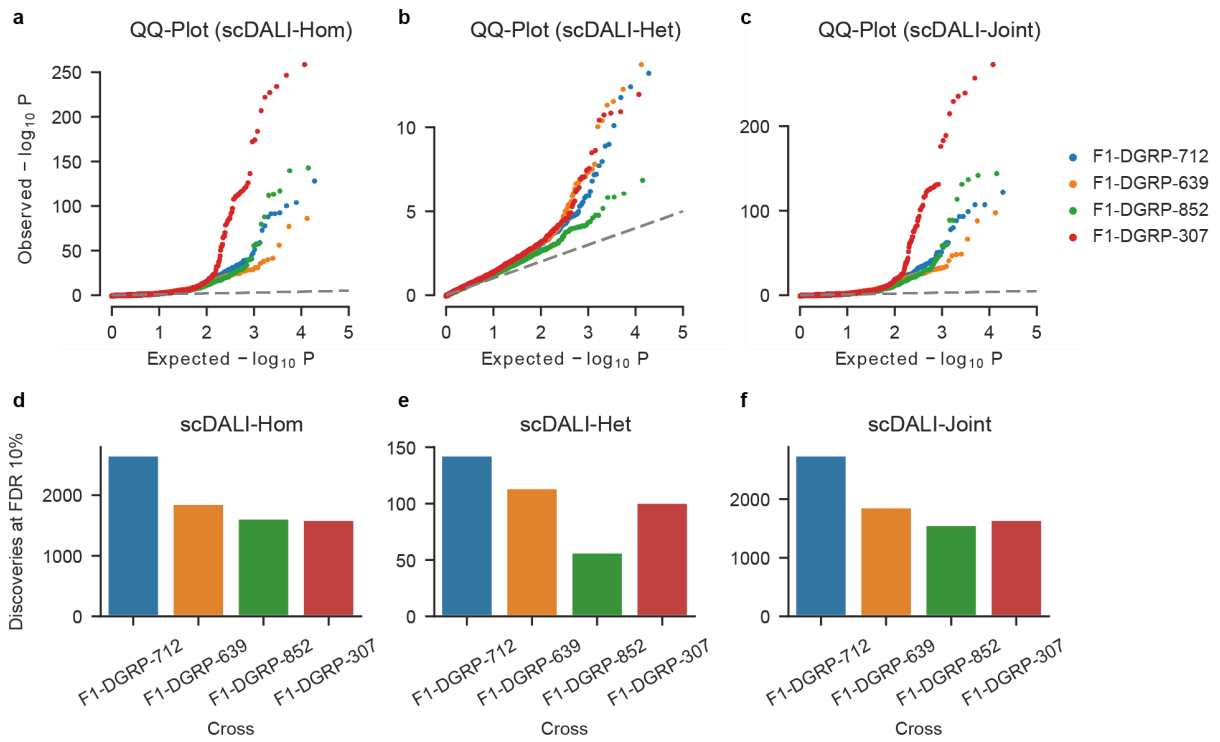 a
QQ-Plot (scDALI-Hom)
Observed − log10 P
250
200
150
100
50
0
0 1 2 3 4 5
Expected − log10 P
b
QQ-Plot (scDALI-Het)
10
5
0
0 1 2 3 4 5
Expected − log10 P
c
QQ-Plot (scDALI-Joint)
200
100
0
0 1 2 3 4 5
Expected − log10 P
F1-DGRP-712
F1-DGRP-639
F1-DGRP-852
F1-DGRP-307
d
scDALI-Hom
Discoveries at FDR 10%
2000
1000
0
F1-DGRP-712
F1-DGRP-639
F1-DGRP-852
F1-DGRP-307
Cross
e
scDALI-Het
150
100
50
0
F1-DGRP-712
F1-DGRP-639
F1-DGRP-852
F1-DGRP-307
Cross
f
scDALI-Joint
2000
1000
0
F1-DGRP-712
F1-DGRP-639
F1-DGRP-852
F1-DGRP-307
Cross